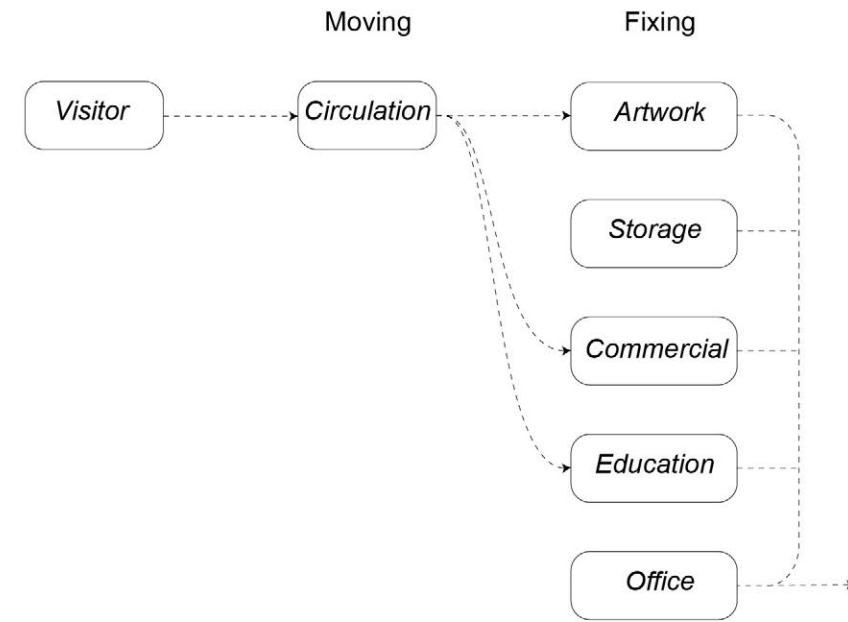 Moving
Fixing
Visitor
Circulation
Artwork
Storage
Commercial
Education
Office